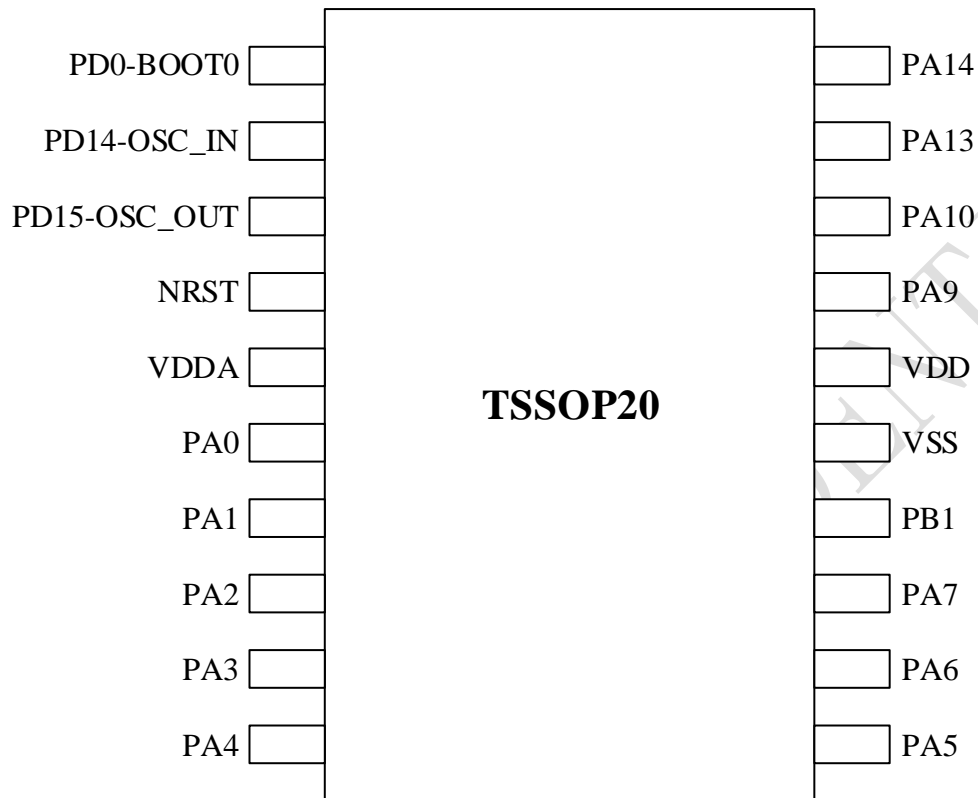 PD0-BOOT0
PD14-OSC_IN
PD15-OSC_OUT
NRST
VDDA
PA0
PA1
PA2
PA3
PA4
TSSOP20
PA14
PA13
PA10
PA9
VDD
VSS
PB1
PA7
PA6
PA5